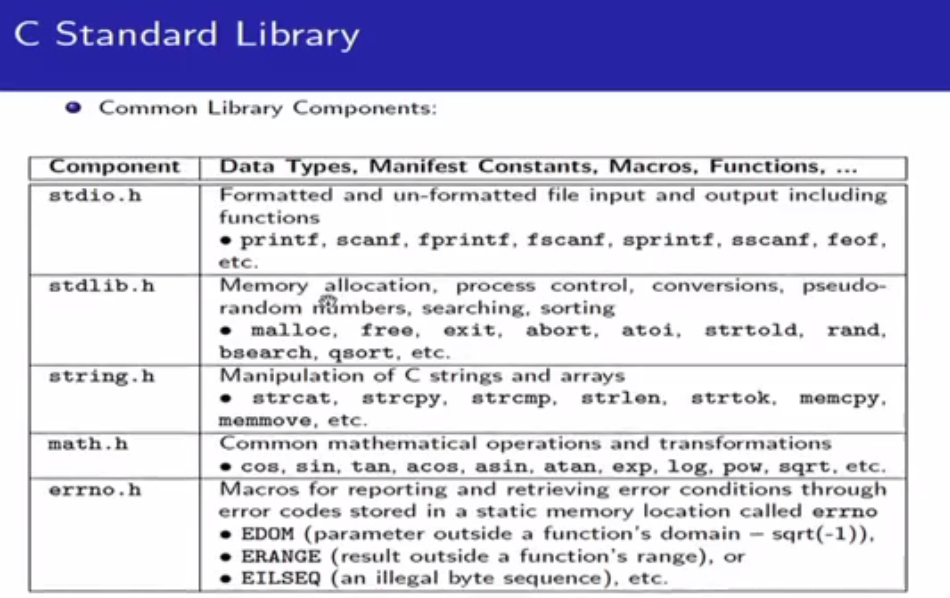 C Standard Library
Common Library Components:
Component Data Types, Manifest Constants, Macros, Functions, ...
stdio.h Formatted and un-formatted file input and output including
functions
• printf, scanf, fprintf, fscanf, sprintf, sscanf, feof,
etc.
stdlib.h Memory allocation, process control, conversions, pseudo-
random numbers, searching, sorting
• malloc, free, exit, abort, atoi, strtold, rand,
bsearch, qsort, etc.
string.h Manipulation of C strings and arrays
• strcat, strcpy, strcmp, strlen, strtok, memcpy,
memmove, etc.
math.h Common mathematical operations and transformations
• cos, sin, tan, acos, asin, atan, exp, log, pow, sqrt, etc.
errno.h Macros for reporting and retrieving error conditions through
error codes stored in a static memory location called errno
• EDOM (parameter outside a function's domain – sqrt(-1)),
• ERANGE (result outside a function's range), or
• EILSEQ (an illegal byte sequence), etc.